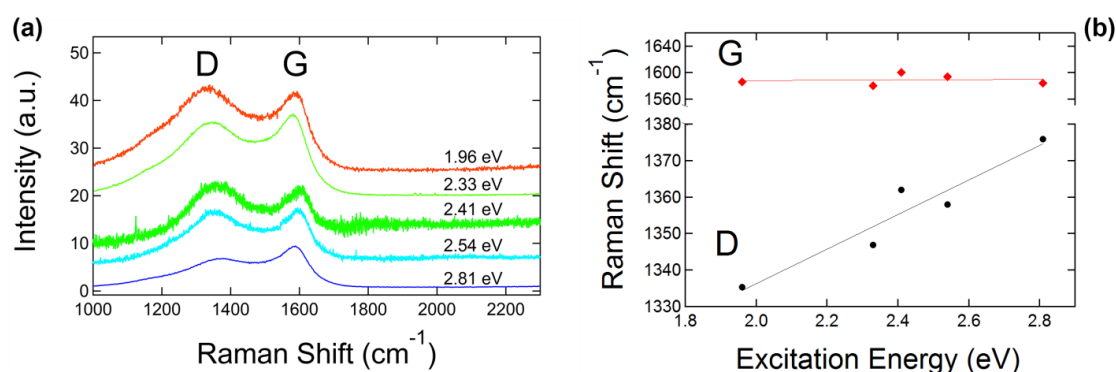 (a)
Intensity (a.u.)
50
40
30
20
10
0
D G
1.96 eV
2.33 eV
2.41 eV
2.54 eV
2.81 eV
1000 1200 1400 1600 1800 2000 2200
Raman Shift (cm-1)
(b)
Raman Shift (cm-1)
1640
1600
1560
1380
1370
1360
1350
1340
1330
G
D
1.8 2.0 2.2 2.4 2.6 2.8
Excitation Energy (eV)